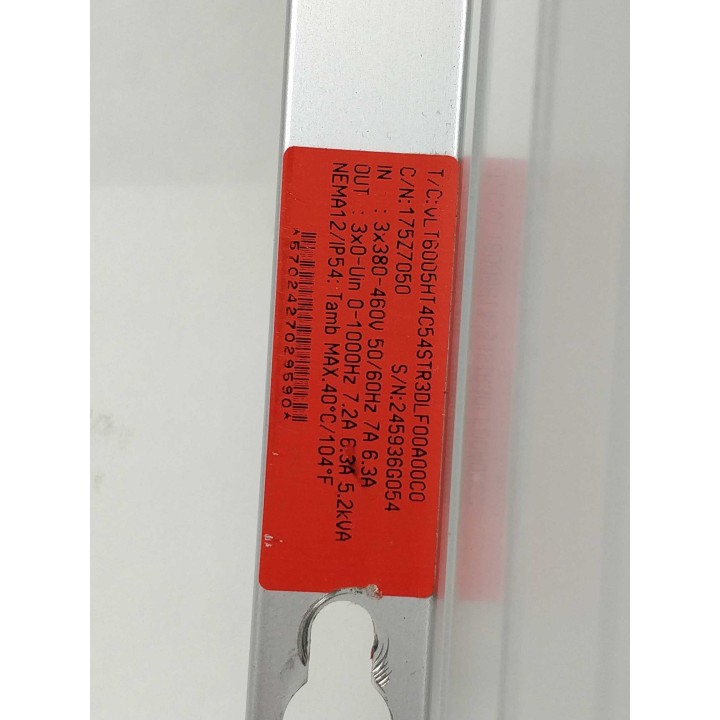 T/C:VLT6005HT4C54STR3DLF00A00C0
C/N:175Z7050 S/N:245936G054
IN : 3x380-460V 50/60Hz 7A 6.3A
OUT : 3x0-Uin 0-1000Hz 7.2A 6.3A 5.2kVA
NEMA12/IP54: Tamb MAX.40°C/104°F
*5702427029590*